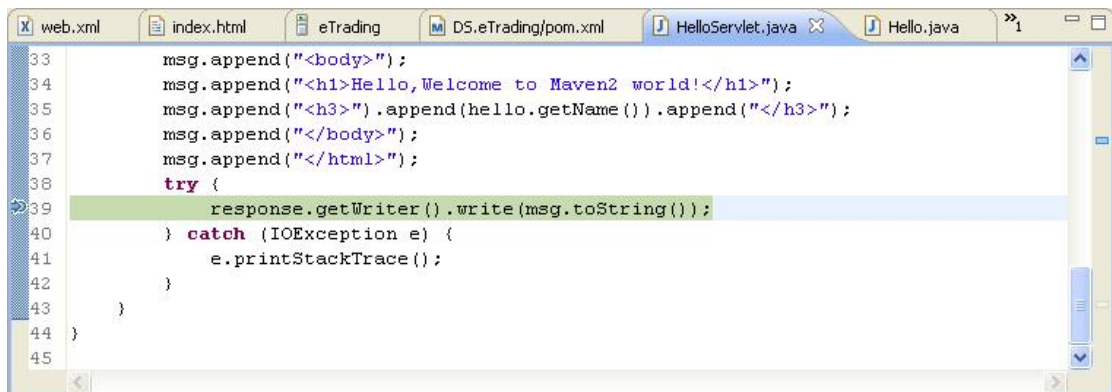 web.xml index.html eTrading DS.eTrading/pom.xml HelloServlet.java Hello.java »1
33 msg.append("<body>");
34 msg.append("<h1>Hello,Welcome to Maven2 world!</h1>");
35 msg.append("<h3>").append(hello.getName()).append("</h3>");
36 msg.append("</body>");
37 msg.append("</html>");
38 try {
39 response.getWriter().write(msg.toString());
40 } catch (IOException e) {
41 e.printStackTrace();
42 }
43 }
44 }
45